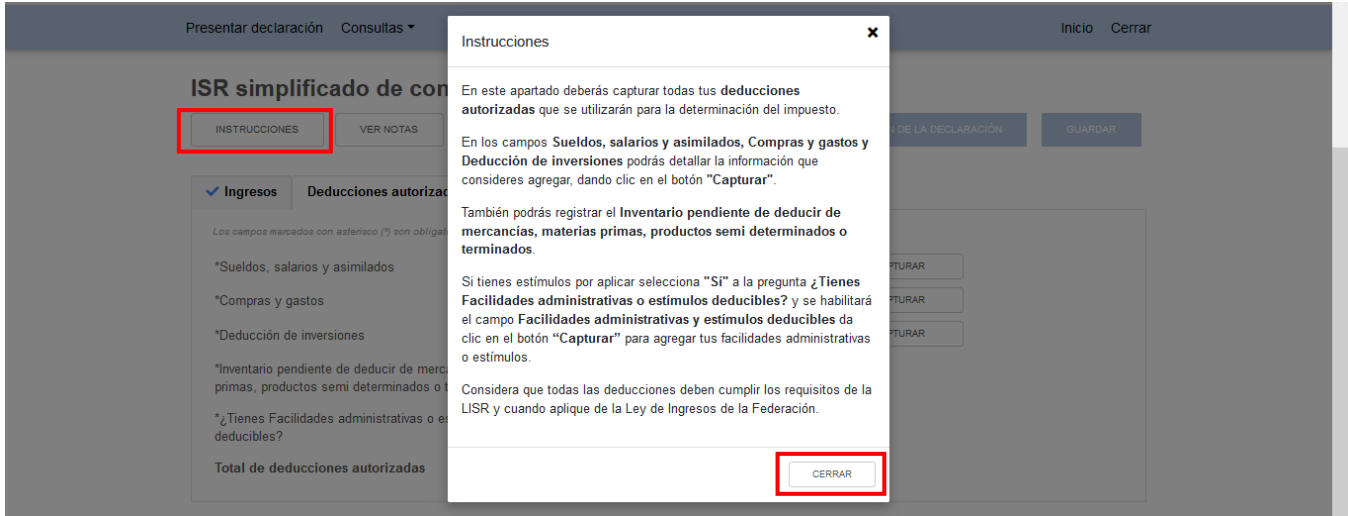 Presentar declaración Consultas Inicio Cerrar
ISR simplificado de con
INSTRUCCIONES VER NOTAS N DE LA DECLARACIÓN GUARDAR
Ingresos Deducciones autorizad
Los campos marcados con asterisco (*) son obligat
*Sueldos, salarios y asimilados PTURAR
*Compras y gastos PTURAR
*Deducción de inversiones PTURAR
*Inventario pendiente de deducir de merca
primas, productos semi determinados o t
*¿Tienes Facilidades administrativas o es
deducibles?
Total de deducciones autorizadas
Instrucciones
En este apartado deberás capturar todas tus deducciones
autorizadas que se utilizarán para la determinación del impuesto.
En los campos Sueldos, salarios y asimilados, Compras y gastos y
Deducción de inversiones podrás detallar la información que
consideres agregar, dando clic en el botón "Capturar".
También podrás registrar el Inventario pendiente de deducir de
mercancías, materias primas, productos semi determinados o
terminados.
Si tienes estímulos por aplicar selecciona "Sí" a la pregunta ¿Tienes
Facilidades administrativas o estímulos deducibles? y se habilitará
el campo Facilidades administrativas y estímulos deducibles da
clic en el botón “Capturar” para agregar tus facilidades administrativas
o estímulos.
Considera que todas las deducciones deben cumplir los requisitos de la
LISR y cuando aplique de la Ley de Ingresos de la Federación.
CERRAR